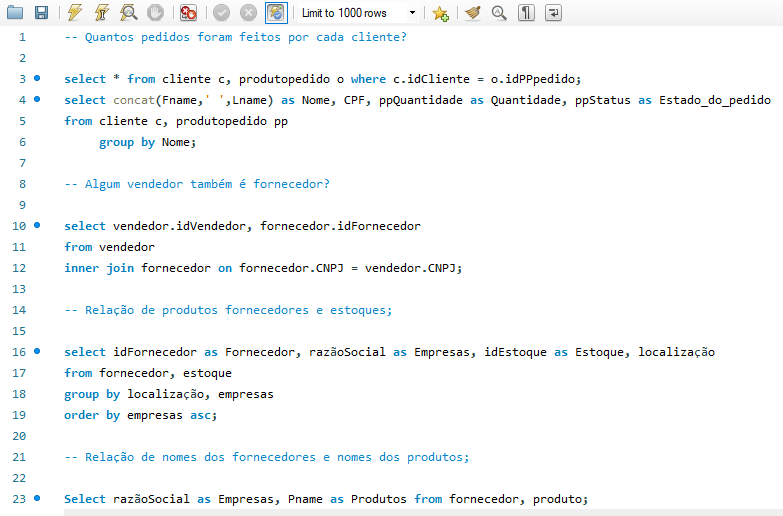 Limit to 1000 rows
1 -- Quantos pedidos foram feitos por cada cliente?
2
3 select * from cliente c, produtopedido o where c.idCliente = o.idPPpedido;
4 select concat(Fname,' ',Lname) as Nome, CPF, ppQuantidade as Quantidade, ppStatus as Estado_do_pedido
5 from cliente c, produtopedido pp
6 group by Nome;
7
8 -- Algum vendedor também é fornecedor?
9
10 select vendedor.idVendedor, fornecedor.idFornecedor
11 from vendedor
12 inner join fornecedor on fornecedor.CNPJ = vendedor.CNPJ;
13
14 -- Relação de produtos fornecedores e estoques;
15
16 select idFornecedor as Fornecedor, razãoSocial as Empresas, idEstoque as Estoque, localização
17 from fornecedor, estoque
18 group by localização, empresas
19 order by empresas asc;
20
21 -- Relação de nomes dos fornecedores e nomes dos produtos;
22
23 Select razãoSocial as Empresas, Pname as Produtos from fornecedor, produto;